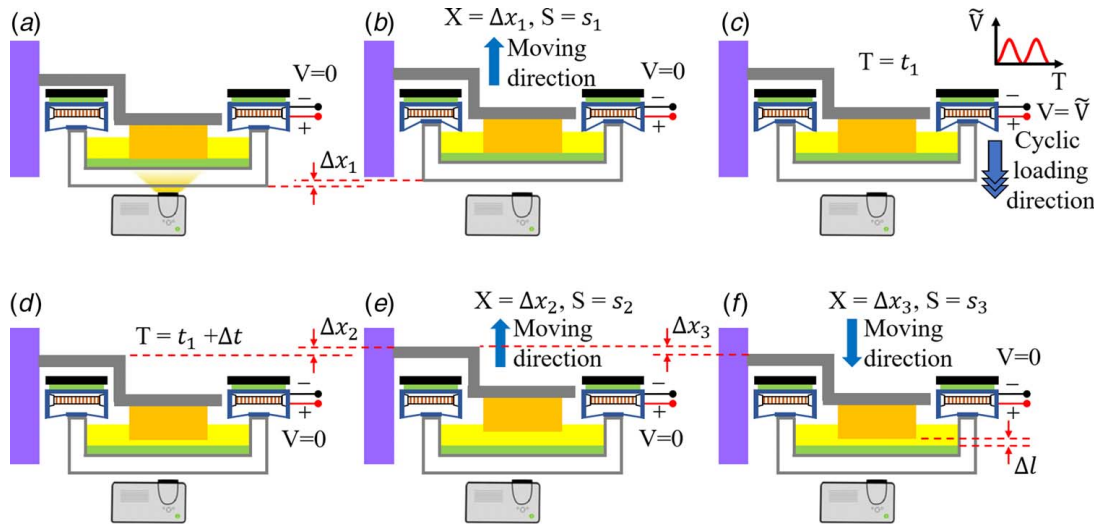 (a)
V=0
−
+
Δx₁
(b)
X = Δx₁, S = s₁
Moving
direction
V=0
−
+
(c)
T = t₁
Ṽ
T
−
+
V= Ṽ
Cyclic
loading
direction
(d)
T = t₁ +Δt
Δx₂
−
+
V=0
(e)
X = Δx₂, S = s₂
Moving
direction
Δx₃
−
+
V=0
(f)
X = Δx₃, S = s₃
Moving
direction
V=0
−
+
Δl